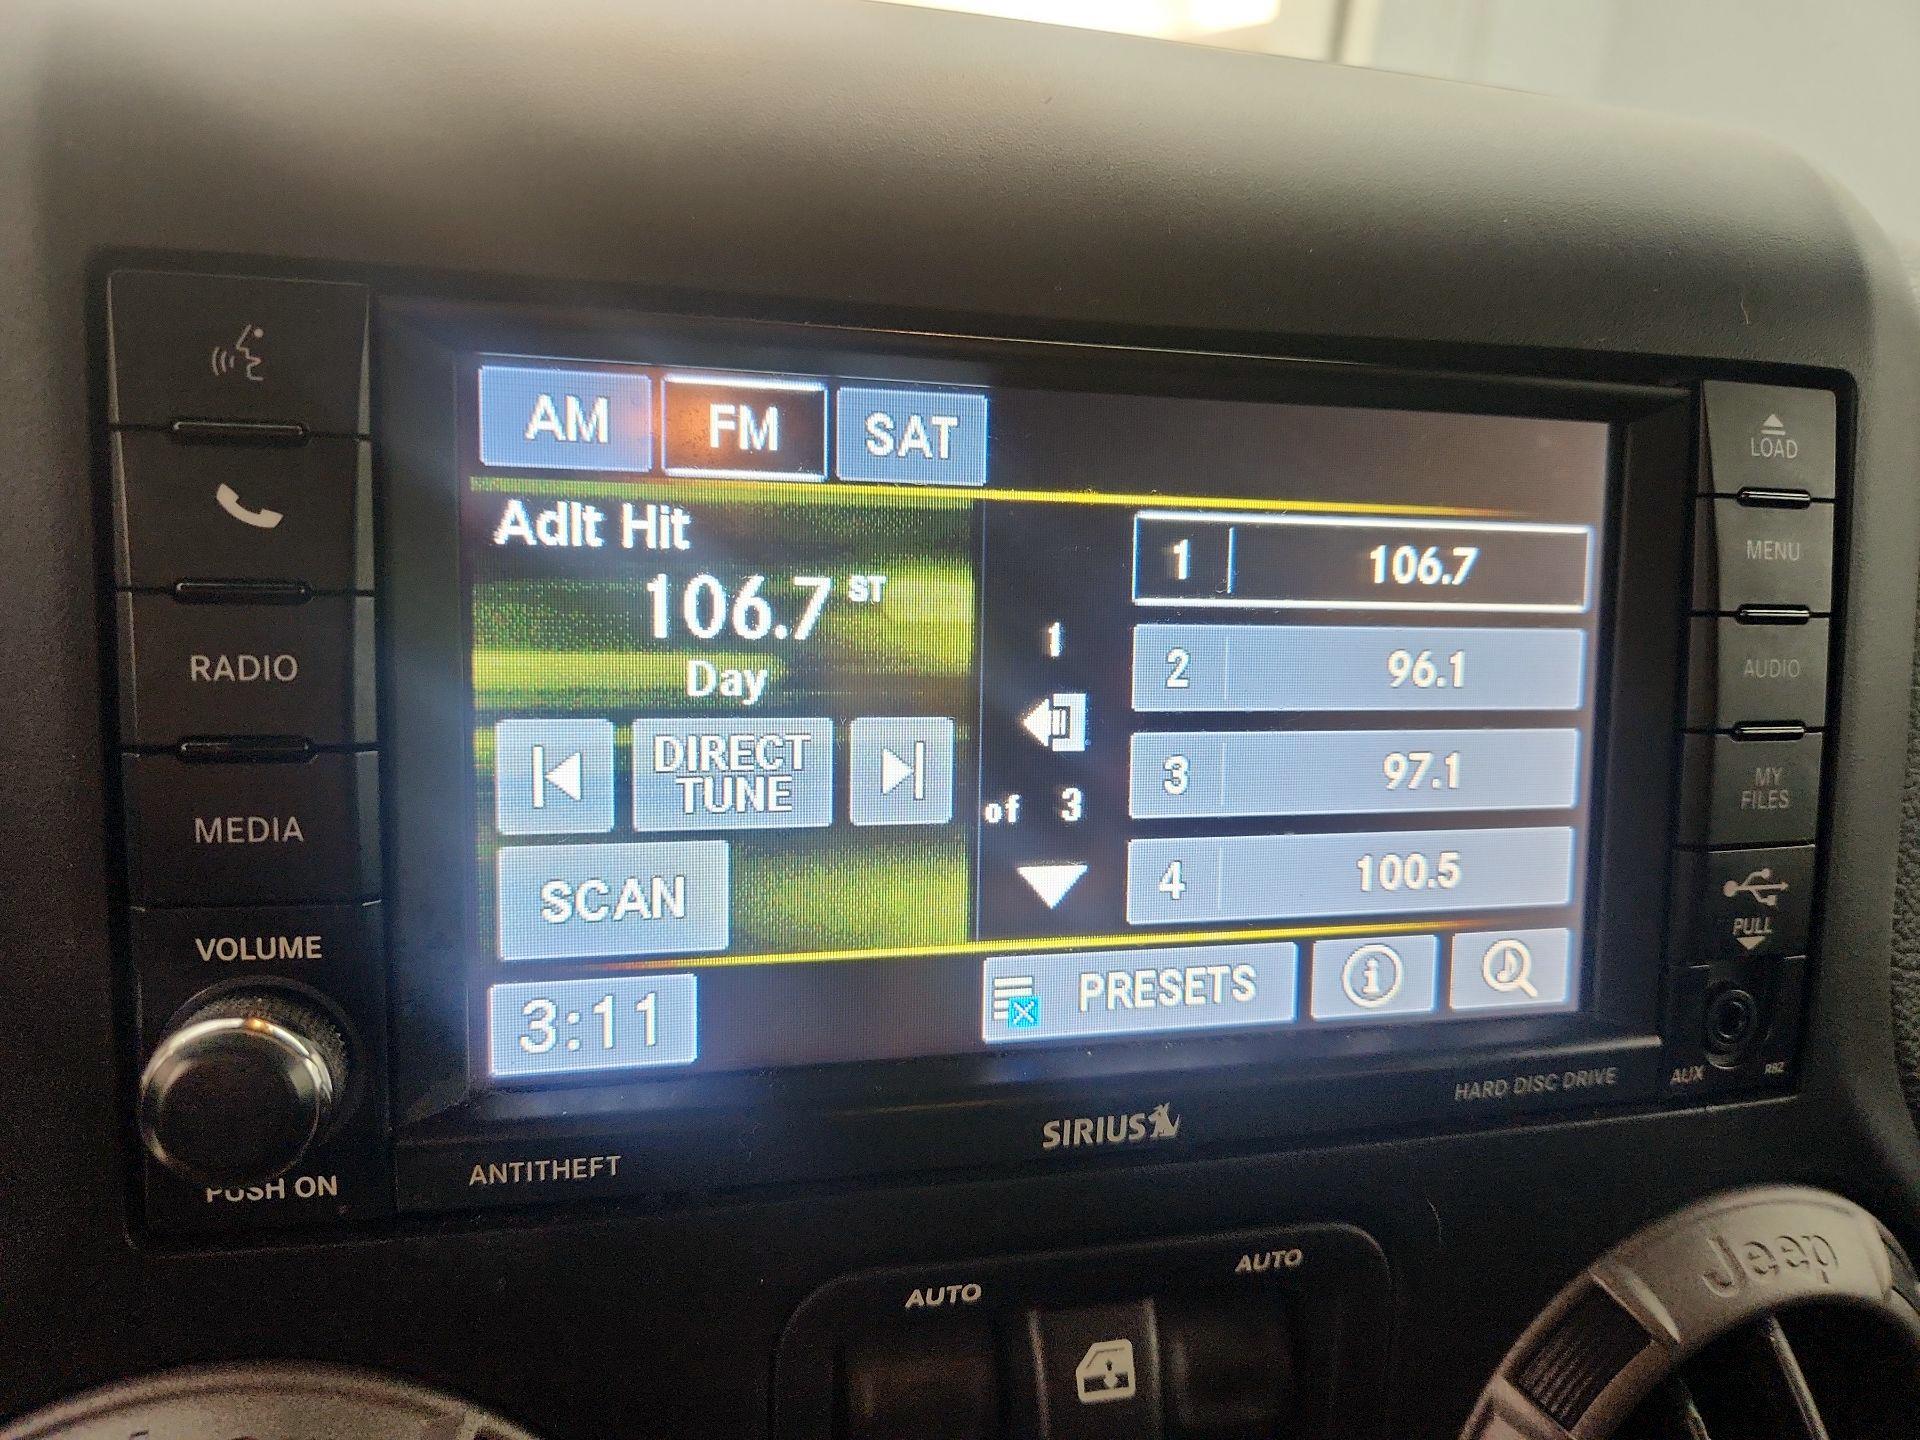 AM
FM
SAT
Adlt Hit
106.7 ST
Day
DIRECT
TUNE
SCAN
3:11
1
of 3
1 106.7
2 96.1
3 97.1
4 100.5
PRESETS
RADIO
MEDIA
VOLUME
PUSH ON
ANTITHEFT
SIRIUS
HARD DISC DRIVE
LOAD
MENU
AUDIO
MY
FILES
PULL
AUX
RBZ
AUTO
AUTO
Jeep